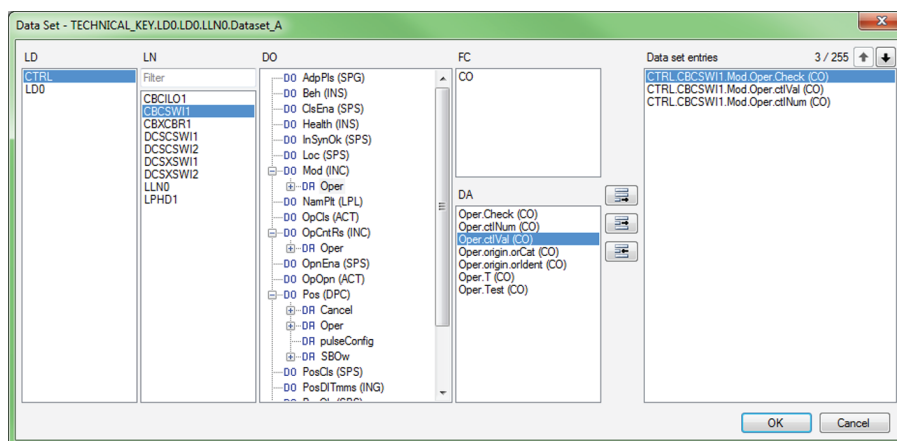 Data Set - TECHNICAL_KEY.LD0.LD0.LLN0.Dataset_A
LD
CTRL
LD0
LN
Filter
CBCILO1
CBCSWI1
CBXCBR1
DCSCSWI1
DCSCSWI2
DCSXSWI1
DCSXSWI2
LLN0
LPHD1
DO
DO AdpPls (SPG)
DO Beh (INS)
DO ClsEna (SPS)
DO Health (INS)
DO InSynOk (SPS)
DO Loc (SPS)
DO Mod (INC)
DA Oper
DO NamPlt (LPL)
DO OpCls (ACT)
DO OpCntRs (INC)
DA Oper
DO OpnEna (SPS)
DO OpOpn (ACT)
DO Pos (DPC)
DA Cancel
DA Oper
DA pulseConfig
DA SBOw
DO PosCls (SPS)
DO PosDITmms (ING)
FC
CO
DA
Oper.Check (CO)
Oper.ctlNum (CO)
Oper.ctlVal (CO)
Oper.origin.orCat (CO)
Oper.origin.orIdent (CO)
Oper.T (CO)
Oper.Test (CO)
Data set entries 3 / 255
CTRL.CBCSWI1.Mod.Oper.Check (CO)
CTRL.CBCSWI1.Mod.Oper.ctlVal (CO)
CTRL.CBCSWI1.Mod.Oper.ctlNum (CO)
OK
Cancel